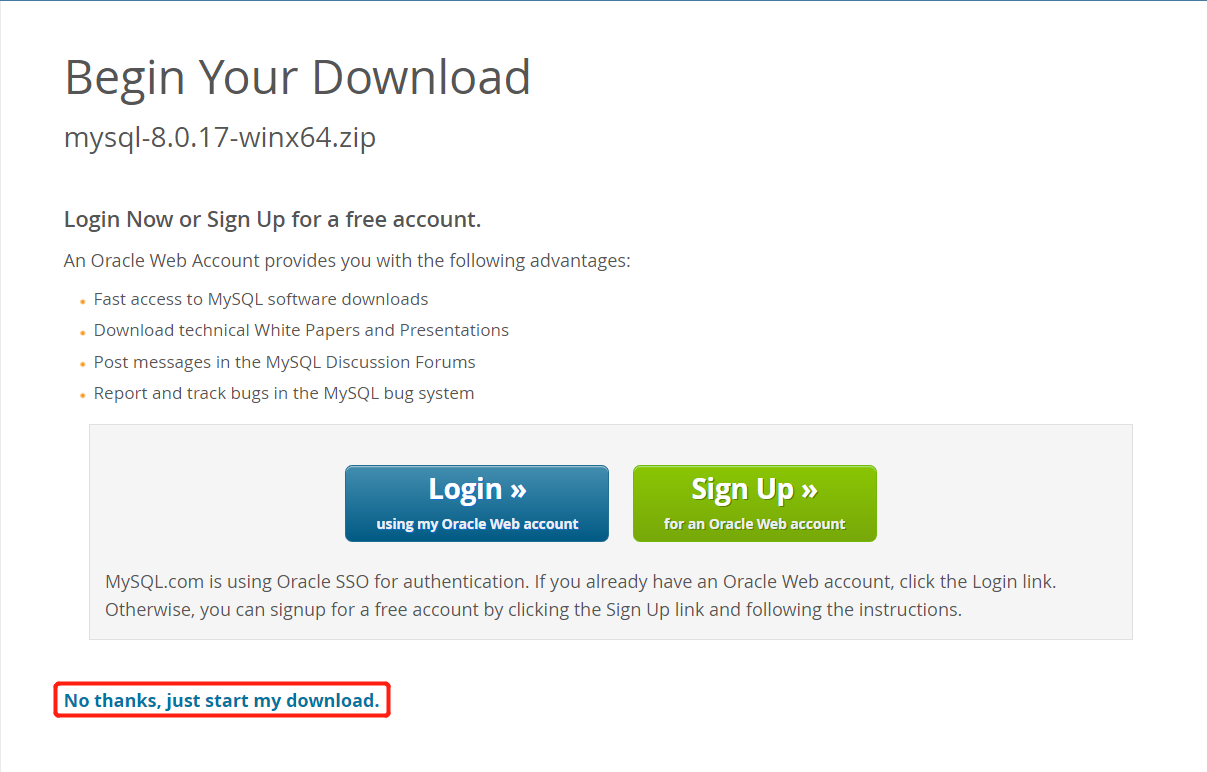 Begin Your Download
mysql-8.0.17-winx64.zip
Login Now or Sign Up for a free account.
An Oracle Web Account provides you with the following advantages:
Fast access to MySQL software downloads
Download technical White Papers and Presentations
Post messages in the MySQL Discussion Forums
Report and track bugs in the MySQL bug system
Login »
using my Oracle Web account
Sign Up »
for an Oracle Web account
MySQL.com is using Oracle SSO for authentication. If you already have an Oracle Web account, click the Login link.
Otherwise, you can signup for a free account by clicking the Sign Up link and following the instructions.
No thanks, just start my download.